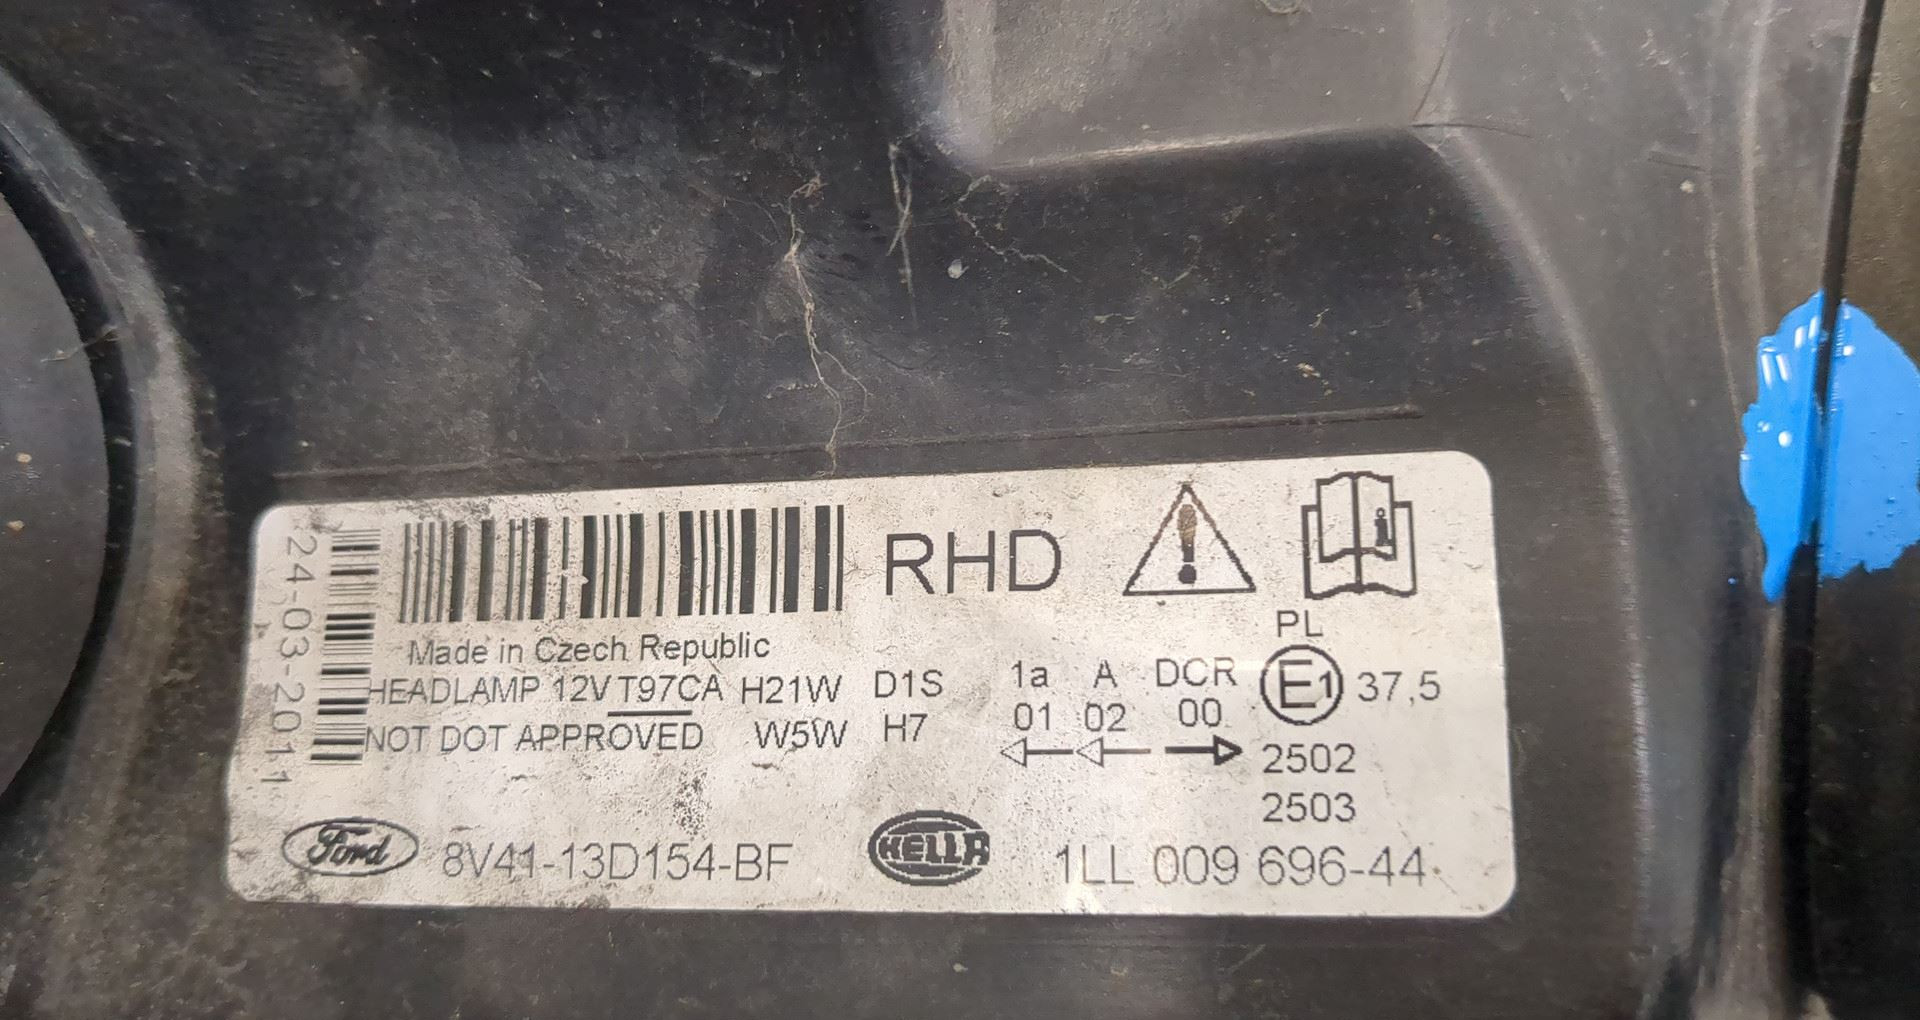 24-03-2011
RHD
Made in Czech Republic
HEADLAMP 12V T97CA H21W D1S
NOT DOT APPROVED W5W H7
1a A DCR
01 02 00
PL
E1 37,5
2502
2503
Ford 8V41-13D154-BF HELLA 1LL 009 696-44